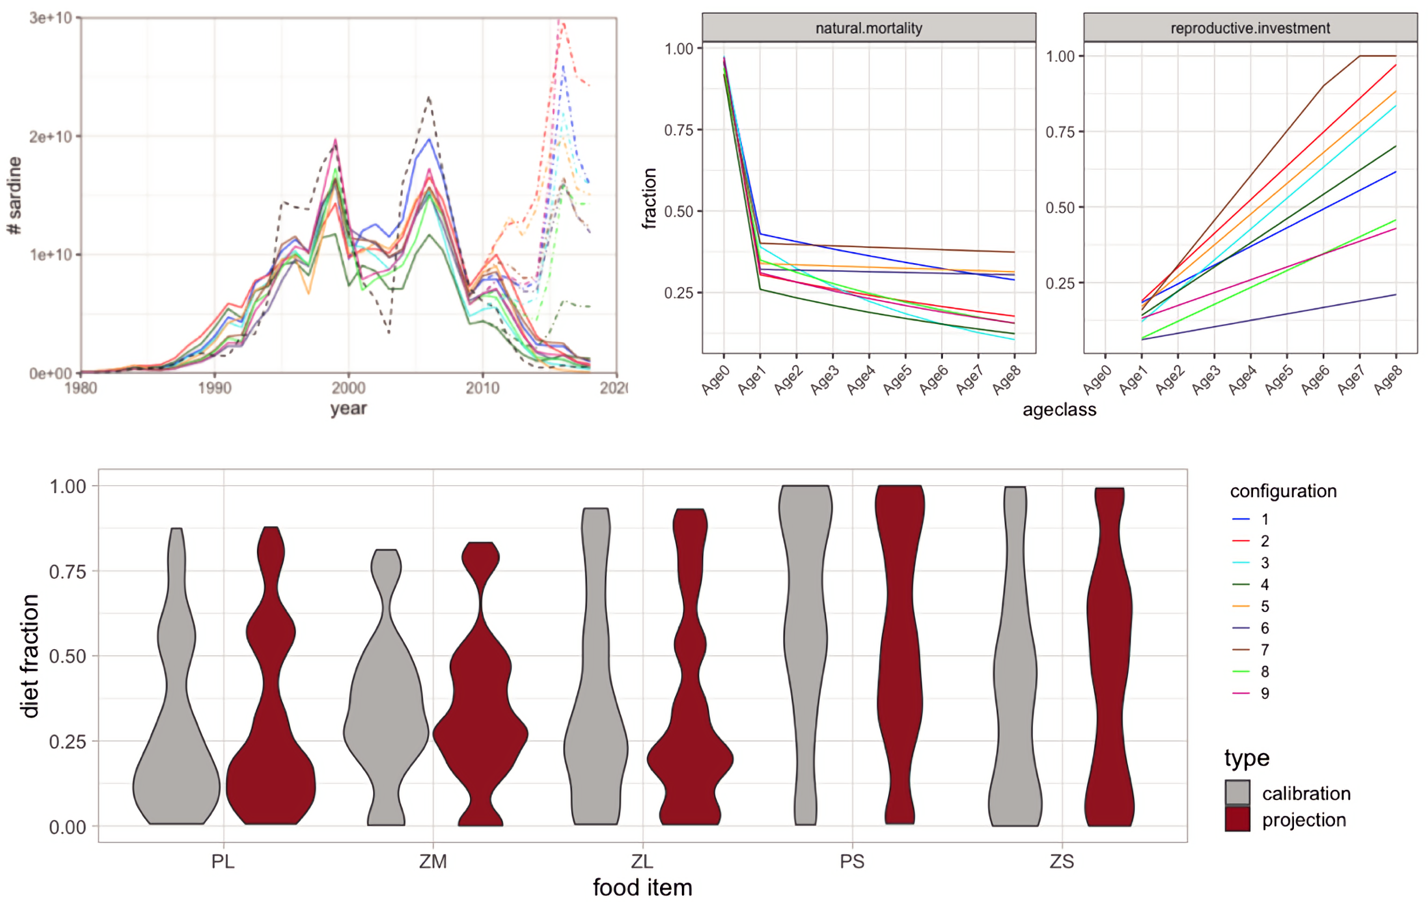 # sardine
3e+10
2e+10
1e+10
0e+00
1980
1990
2000
2010
202
year
natural.mortality
reproductive.investment
fraction
1.00
0.75
0.50
0.25
1.00
0.75
0.50
0.25
Age0
Age1
Age2
Age3
Age4
Age5
Age6
Age7
Age8
Age0
Age1
Age2
Age3
Age4
Age5
Age6
Age7
Age8
ageclass
diet fraction
1.00
0.75
0.50
0.25
0.00
PL
ZM
ZL
PS
ZS
food item
configuration
1
2
3
4
5
6
7
8
9
type
calibration
projection